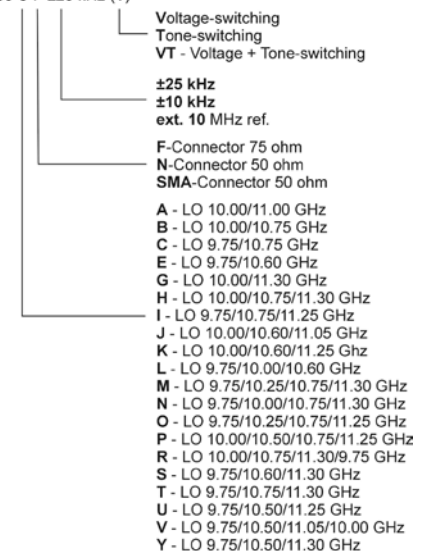 Voltage-switching
Tone-switching
VT - Voltage + Tone-switching
±25 kHz
±10 kHz
ext. 10 MHz ref.
F-Connector 75 ohm
N-Connector 50 ohm
SMA-Connector 50 ohm
A - LO 10.00/11.00 GHz
B - LO 10.00/10.75 GHz
C - LO 9.75/10.75 GHz
E - LO 9.75/10.60 GHz
G - LO 10.00/11.30 GHz
H - LO 10.00/10.75/11.30 GHz
I - LO 9.75/10.75/11.25 GHz
J - LO 10.00/10.60/11.05 GHz
K - LO 10.00/10.60/11.25 Ghz
L - LO 9.75/10.00/10.60 GHz
M - LO 9.75/10.25/10.75/11.30 GHz
N - LO 9.75/10.00/10.75/11.30 GHz
O - LO 9.75/10.25/10.75/11.25 GHz
P - LO 10.00/10.50/10.75/11.25 GHz
R - LO 10.00/10.75/11.30/9.75 GHz
S - LO 9.75/10.60/11.30 GHz
T - LO 9.75/10.75/11.30 GHz
U - LO 9.75/10.50/11.25 GHz
V - LO 9.75/10.50/11.05/10.00 GHz
Y - LO 9.75/10.50/11.30 GHz